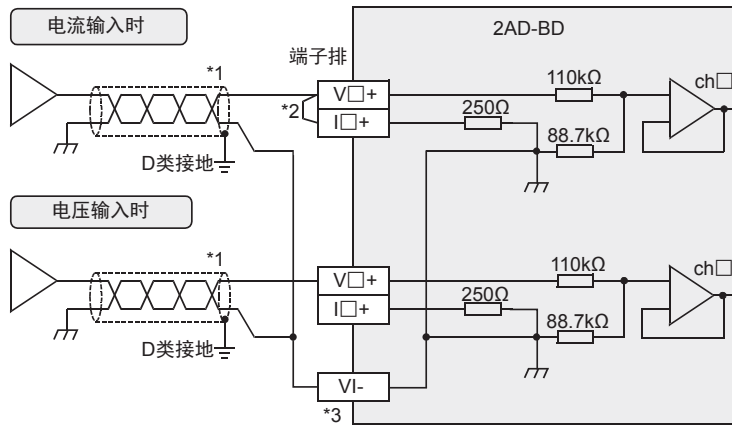 电流输入时
2AD-BD
端子排
*1
V□+
110kΩ
ch□
*2
I□+
250Ω
88.7kΩ
D类接地
电压输入时
*1
V□+
110kΩ
ch□
I□+
250Ω
88.7kΩ
D类接地
VI-
*3